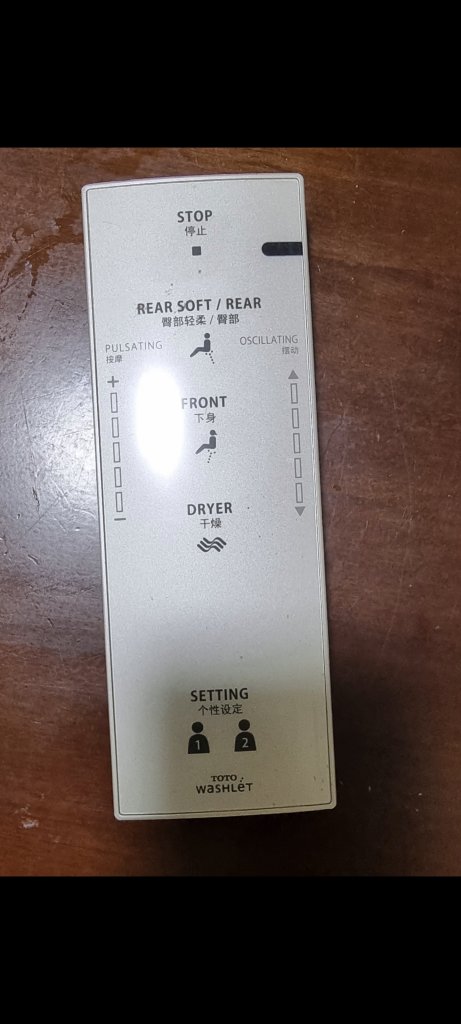 STOP
停止
REAR SOFT / REAR
臀部轻柔 / 臀部
PULSATING
按摩
OSCILLATING
摆动
+
FRONT
下身
−
DRYER
干燥
SETTING
个性设定
1 2
TOTO
WASHLET